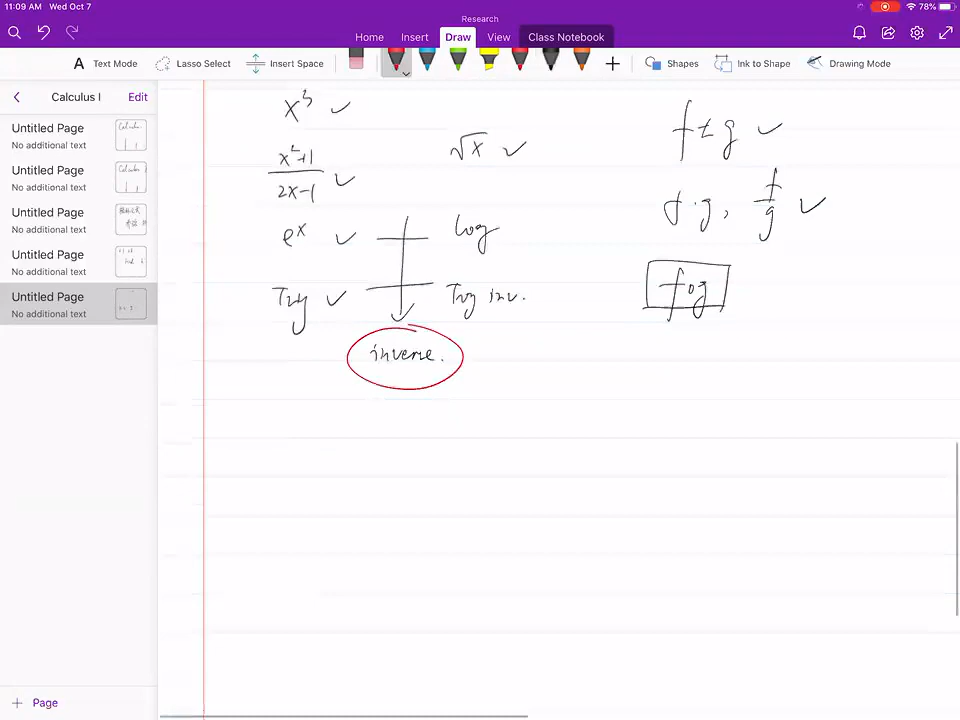 11:09 AM Wed Oct 7
78%
Research
Home Insert Draw View Class Notebook
Text Mode Lasso Select Insert Space Shapes Ink to Shape Drawing Mode
Calculus I Edit
Untitled Page
No additional text
Untitled Page
No additional text
Untitled Page
No additional text
Untitled Page
No additional text
Untitled Page
No additional text
Page
x³ ✓
√x ✓
x²+1
2x-1 ✓
eˣ ✓
log
Trig ✓
Trig inv.
inverse.
f±g ✓
f·g, f/g ✓
f∘g